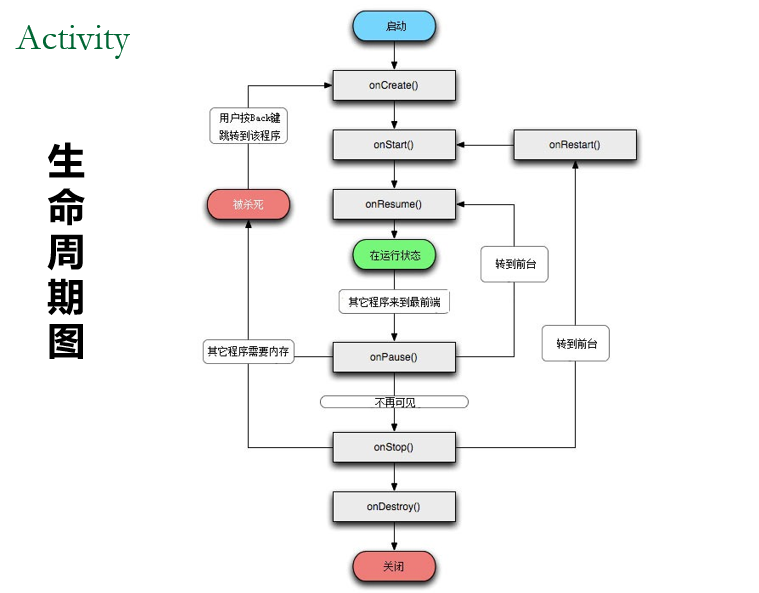 Activity
生
命
周
期
图
启动
onCreate()
用户按Back键
跳转到该程序
onStart()
onRestart()
被杀死
onResume()
在运行状态
转到前台
其它程序来到最前端
转到前台
其它程序需要内存
onPause()
不再可见
onStop()
onDestroy()
关闭